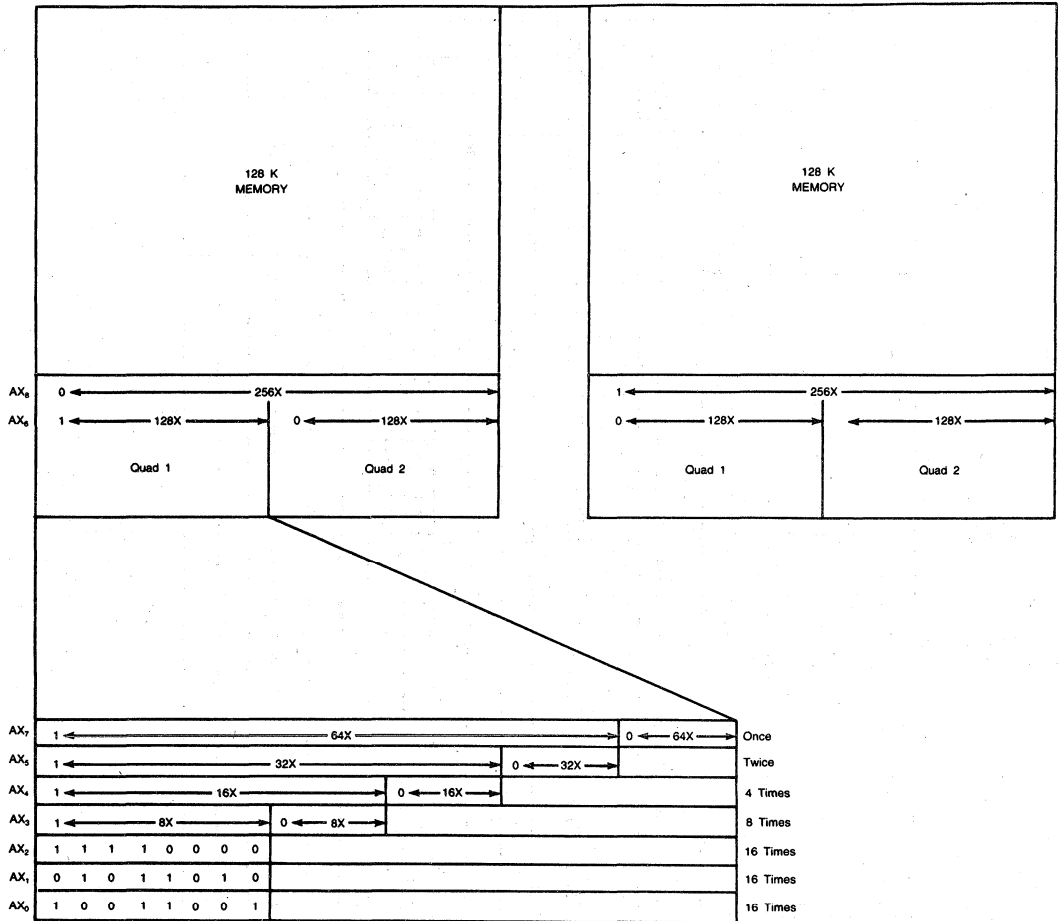 128 K
MEMORY
128 K
MEMORY
AX₈ 0 256X 1 256X
AX₆ 1 128X 0 128X 0 128X 128X
Quad 1 Quad 2 Quad 1 Quad 2
AX₇ 1 64X 0 64X Once
AX₅ 1 32X 0 32X Twice
AX₄ 1 16X 0 16X 4 Times
AX₃ 1 8X 0 8X 8 Times
AX₂ 1 1 1 1 0 0 0 0 16 Times
AX₁ 0 1 0 1 1 0 1 0 16 Times
AX₀ 1 0 0 1 1 0 0 1 16 Times